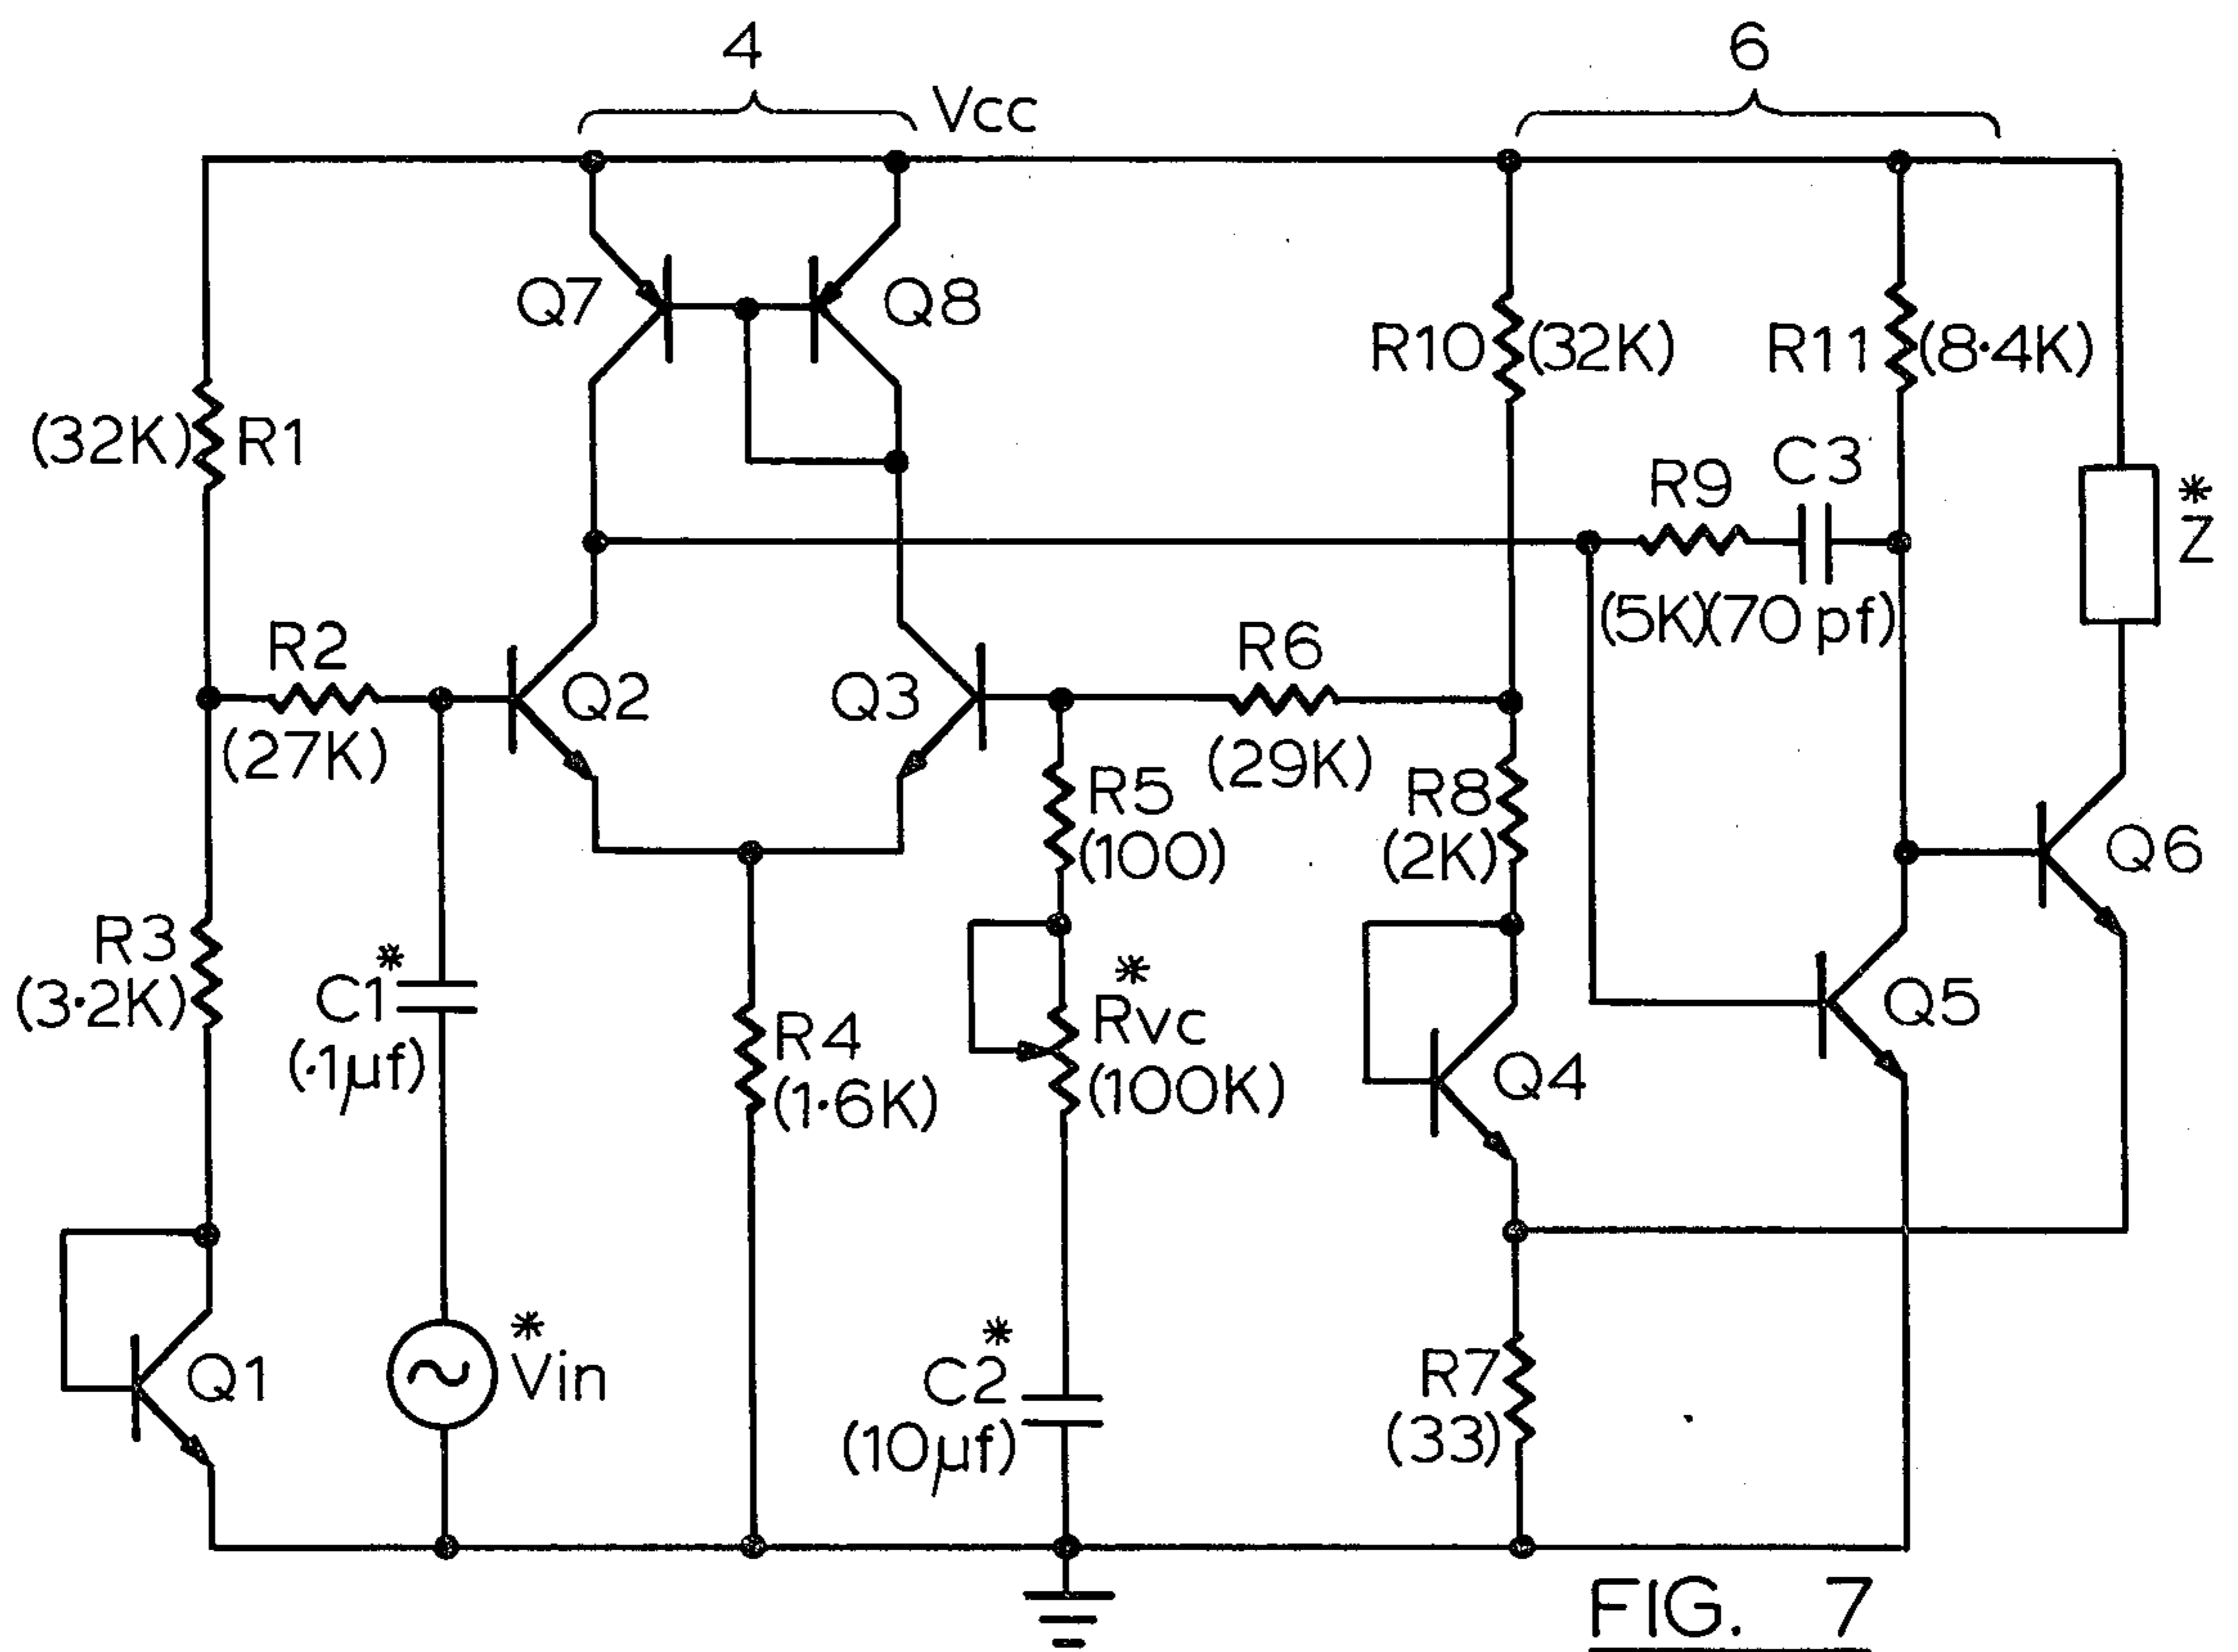 4
6
Vcc
Q7
Q8
R10
(32K)
R11
(8·4K)
(32K)
R1
R9
C3
*
Z
(5K)(70 pf)
R2
(27K)
Q2
Q3
R6
(29K)
R5
(100)
R8
(2K)
Q6
R3
(3·2K)
C1*
(.1µf)
R4
(1·6K)
*
Rvc
(100K)
Q4
Q5
Q1
*
Vin
C2*
(10µf)
R7
(33)
FIG. 7